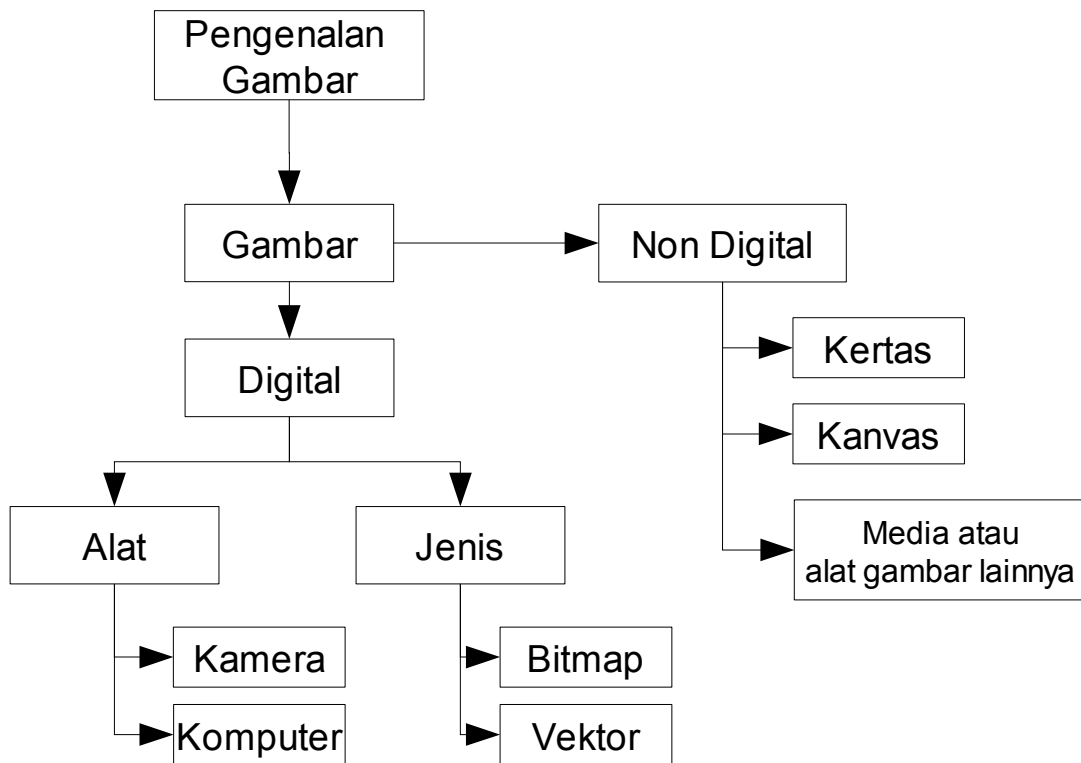 Pengenalan
Gambar
Gambar
Non Digital
Digital
Kertas
Kanvas
Alat
Jenis
Media atau
alat gambar lainnya
Kamera
Bitmap
Komputer
Vektor